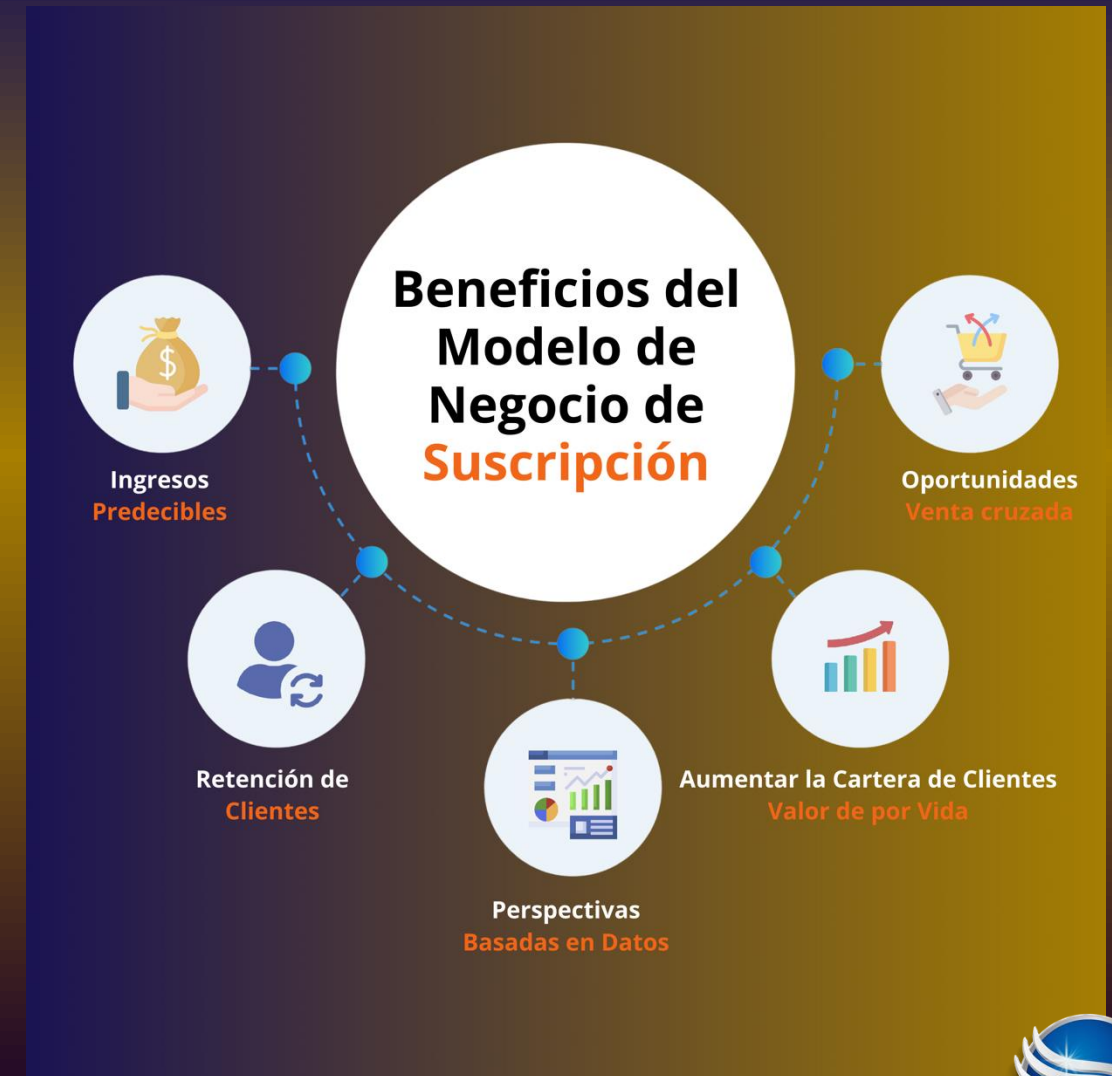 Beneficios del
Modelo de
Negocio de
Suscripción
Ingresos
Predecibles
Retención de
Clientes
Perspectivas
Basadas en Datos
Aumentar la Cartera de Clientes
Valor de por Vida
Oportunidades
Venta cruzada
$